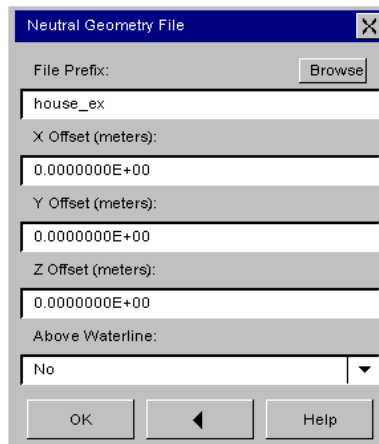 Neutral Geometry File
File Prefix:
Browse
house_ex
X Offset (meters):
0.0000000E+00
Y Offset (meters):
0.0000000E+00
Z Offset (meters):
0.0000000E+00
Above Waterline:
No
OK
Help